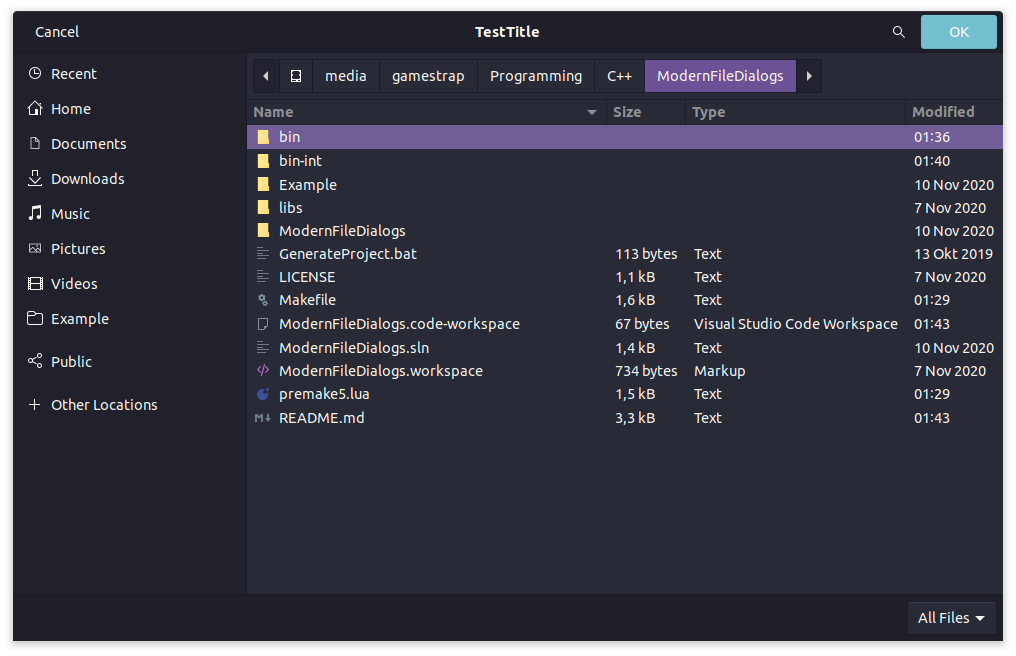 Cancel TestTitle OK
Recent
Home
Documents
Downloads
Music
Pictures
Videos
Example
Public
Other Locations
media gamestrap Programming C++ ModernFileDialogs
Name Size Type Modified
bin 01:36
bin-int 01:40
Example 10 Nov 2020
libs 7 Nov 2020
ModernFileDialogs 10 Nov 2020
GenerateProject.bat 113 bytes Text 13 Okt 2019
LICENSE 1,1 kB Text 7 Nov 2020
Makefile 1,6 kB Text 01:29
ModernFileDialogs.code-workspace 67 bytes Visual Studio Code Workspace 01:43
ModernFileDialogs.sln 1,4 kB Text 10 Nov 2020
ModernFileDialogs.workspace 734 bytes Markup 7 Nov 2020
premake5.lua 1,5 kB Text 01:29
README.md 3,3 kB Text 01:43
All Files